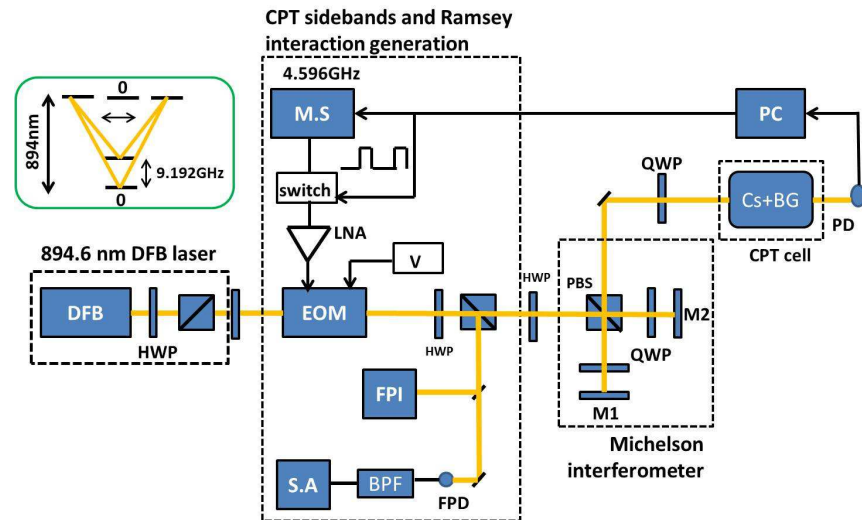 CPT sidebands and Ramsey
interaction generation
4.596GHz
0
M.S
PC
894nm
9.192GHz
0
switch
QWP
Cs+BG
PD
LNA
CPT cell
894.6 nm DFB laser
V
HWP
PBS
DFB
EOM
M2
HWP
HWP
QWP
FPI
M1
Michelson
interferometer
S.A
BPF
FPD